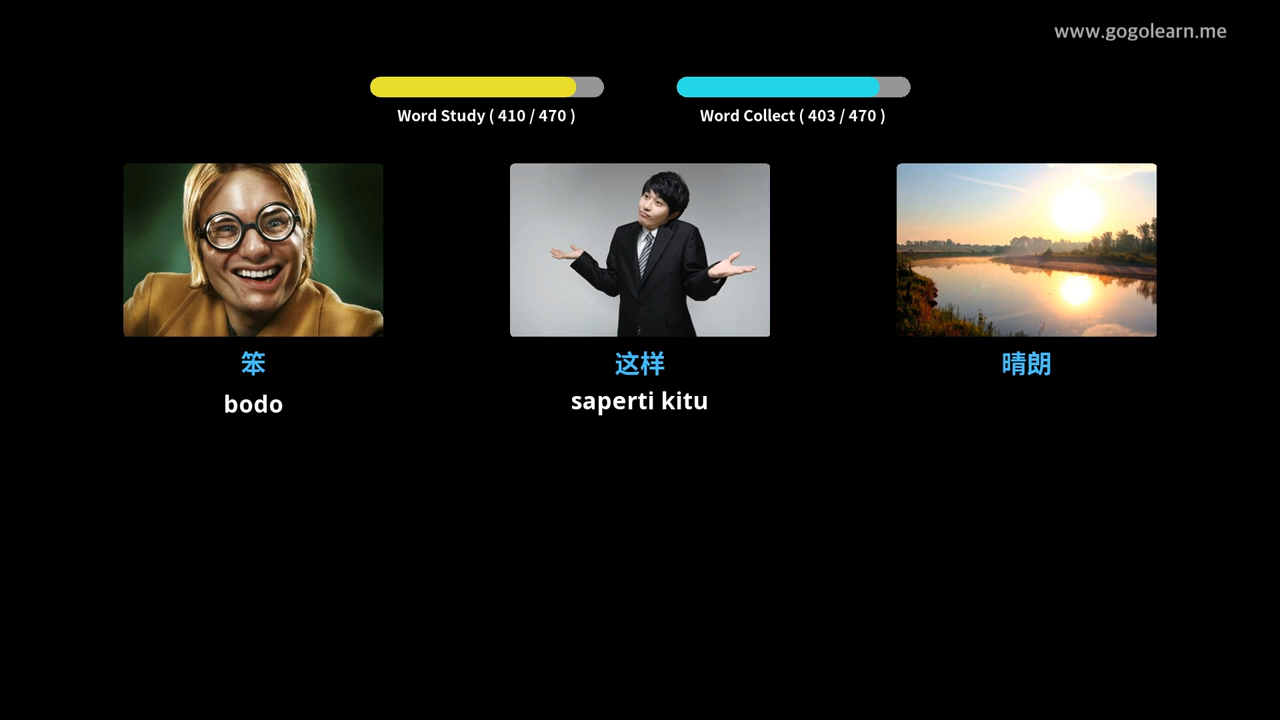 www.gogolearn.me
Word Study ( 410 / 470 )
Word Collect ( 403 / 470 )
笨
这样
晴朗
bodo
saperti kitu